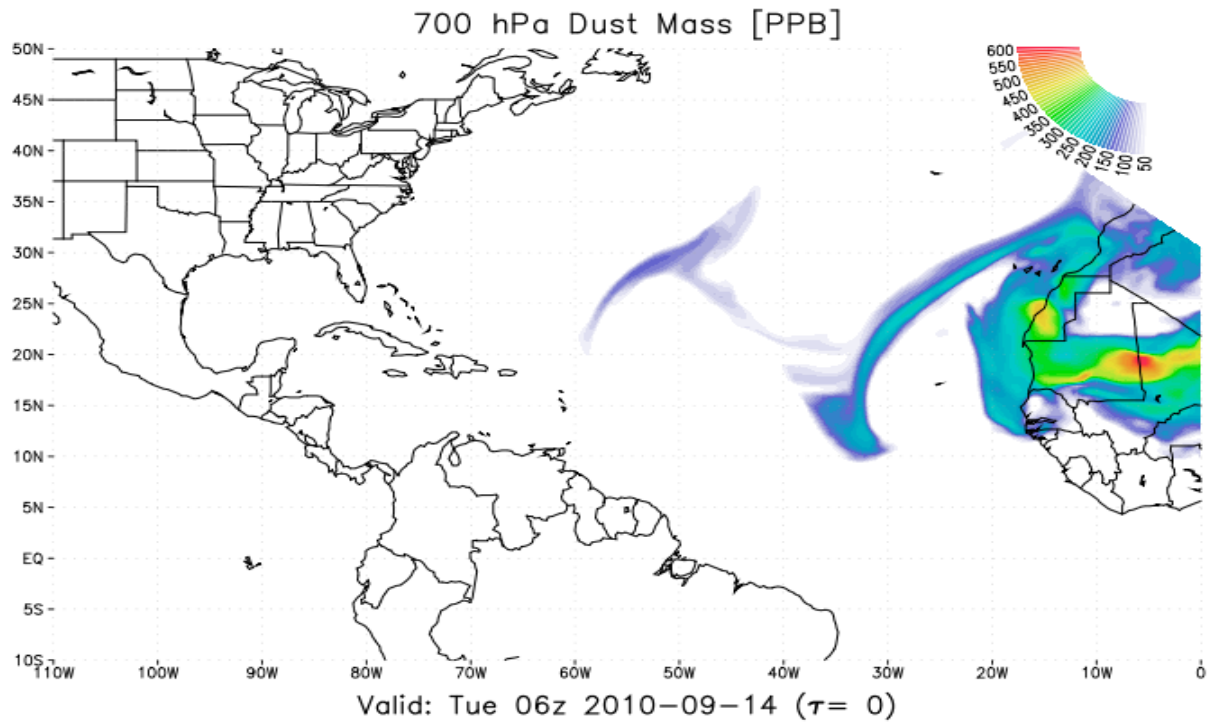 700 hPa Dust Mass [PPB]
50N
45N
40N
35N
30N
25N
20N
15N
10N
5N
EQ
5S
10S
110W 100W 90W 80W 70W 60W 50W 40W 30W 20W 10W 0
600
550
500
450
400
350
300
250
200
150
100
50
Valid: Tue 06z 2010-09-14 (τ= 0)